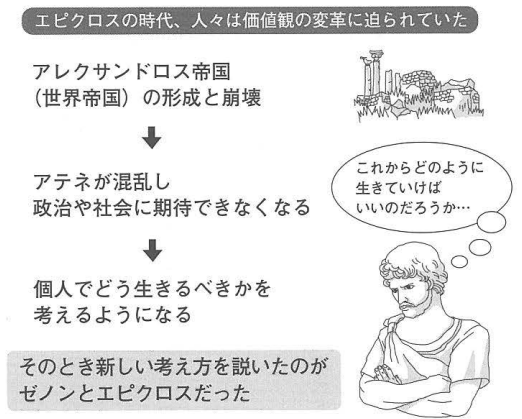 エピクロスの時代、人々は価値観の変革に迫られていた
アレクサンドロス帝国
（世界帝国）の形成と崩壊
アテネが混乱し
政治や社会に期待できなくなる
個人でどう生きるべきかを
考えるようになる
これからどのように
生きていけば
いいのだろうか…
そのとき新しい考え方を説いたのが
ゼノンとエピクロスだった